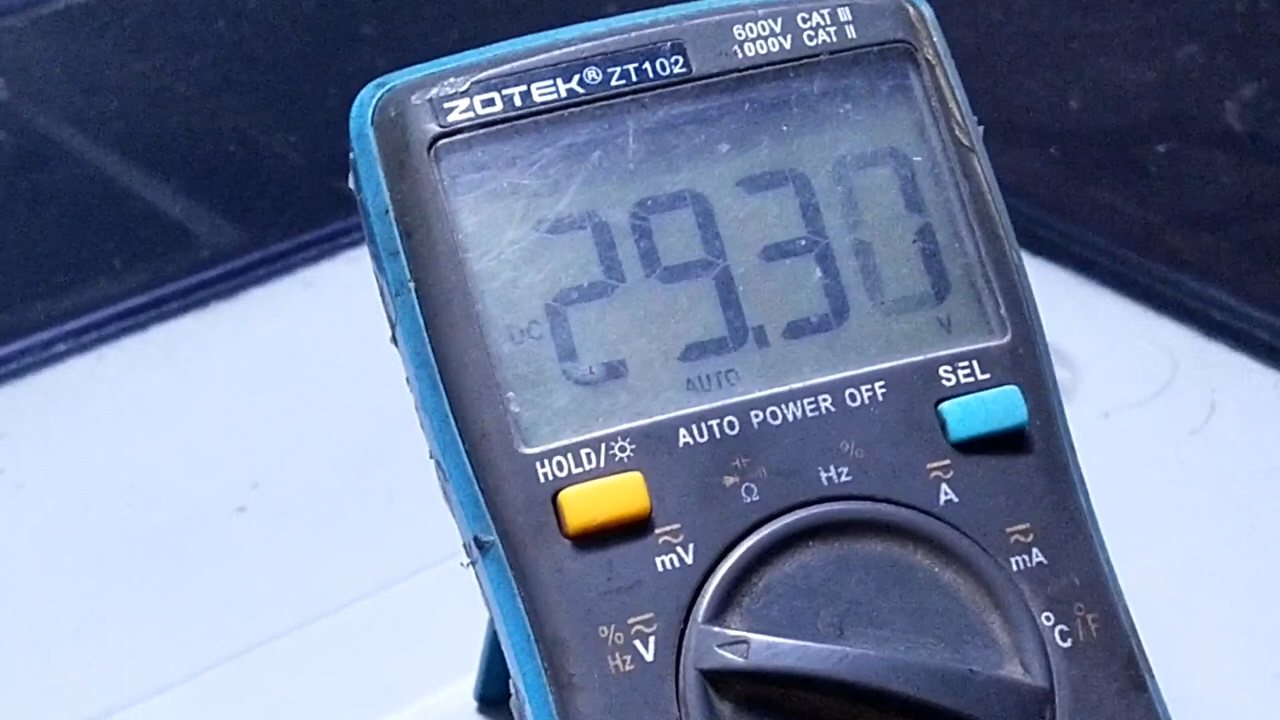 600V CAT III
1000V CAT II
ZOTEK® ZT102
29.30
DC
V
AUTO
SEL
AUTO POWER OFF
HOLD/
Hz %
Ω
A
mV
mA
% V
Hz
°C/°F